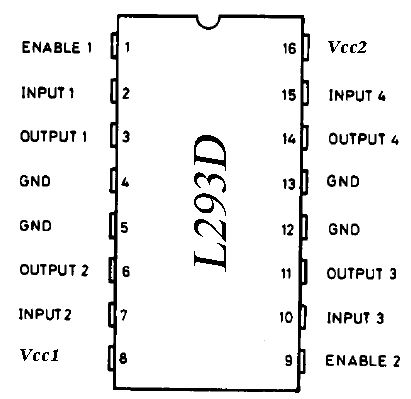 ENABLE 1 1 16 Vcc2
INPUT 1 2 15 INPUT 4
OUTPUT 1 3 14 OUTPUT 4
GND 4 13 GND
L293D
GND 5 12 GND
OUTPUT 2 6 11 OUTPUT 3
INPUT 2 7 10 INPUT 3
Vcc1 8 9 ENABLE 2